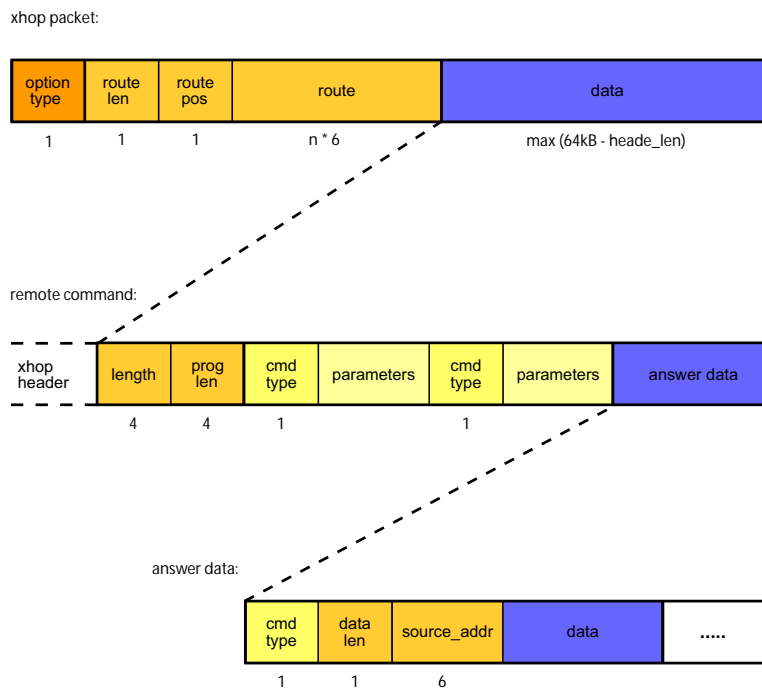 xhop packet:
option type
route len
route pos
route
data
1
1
1
n * 6
max (64kB - heade_len)
remote command:
xhop header
length
prog len
cmd type
parameters
cmd type
parameters
answer data
4
4
1
1
answer data:
cmd type
data len
source_addr
data
.....
1
1
6